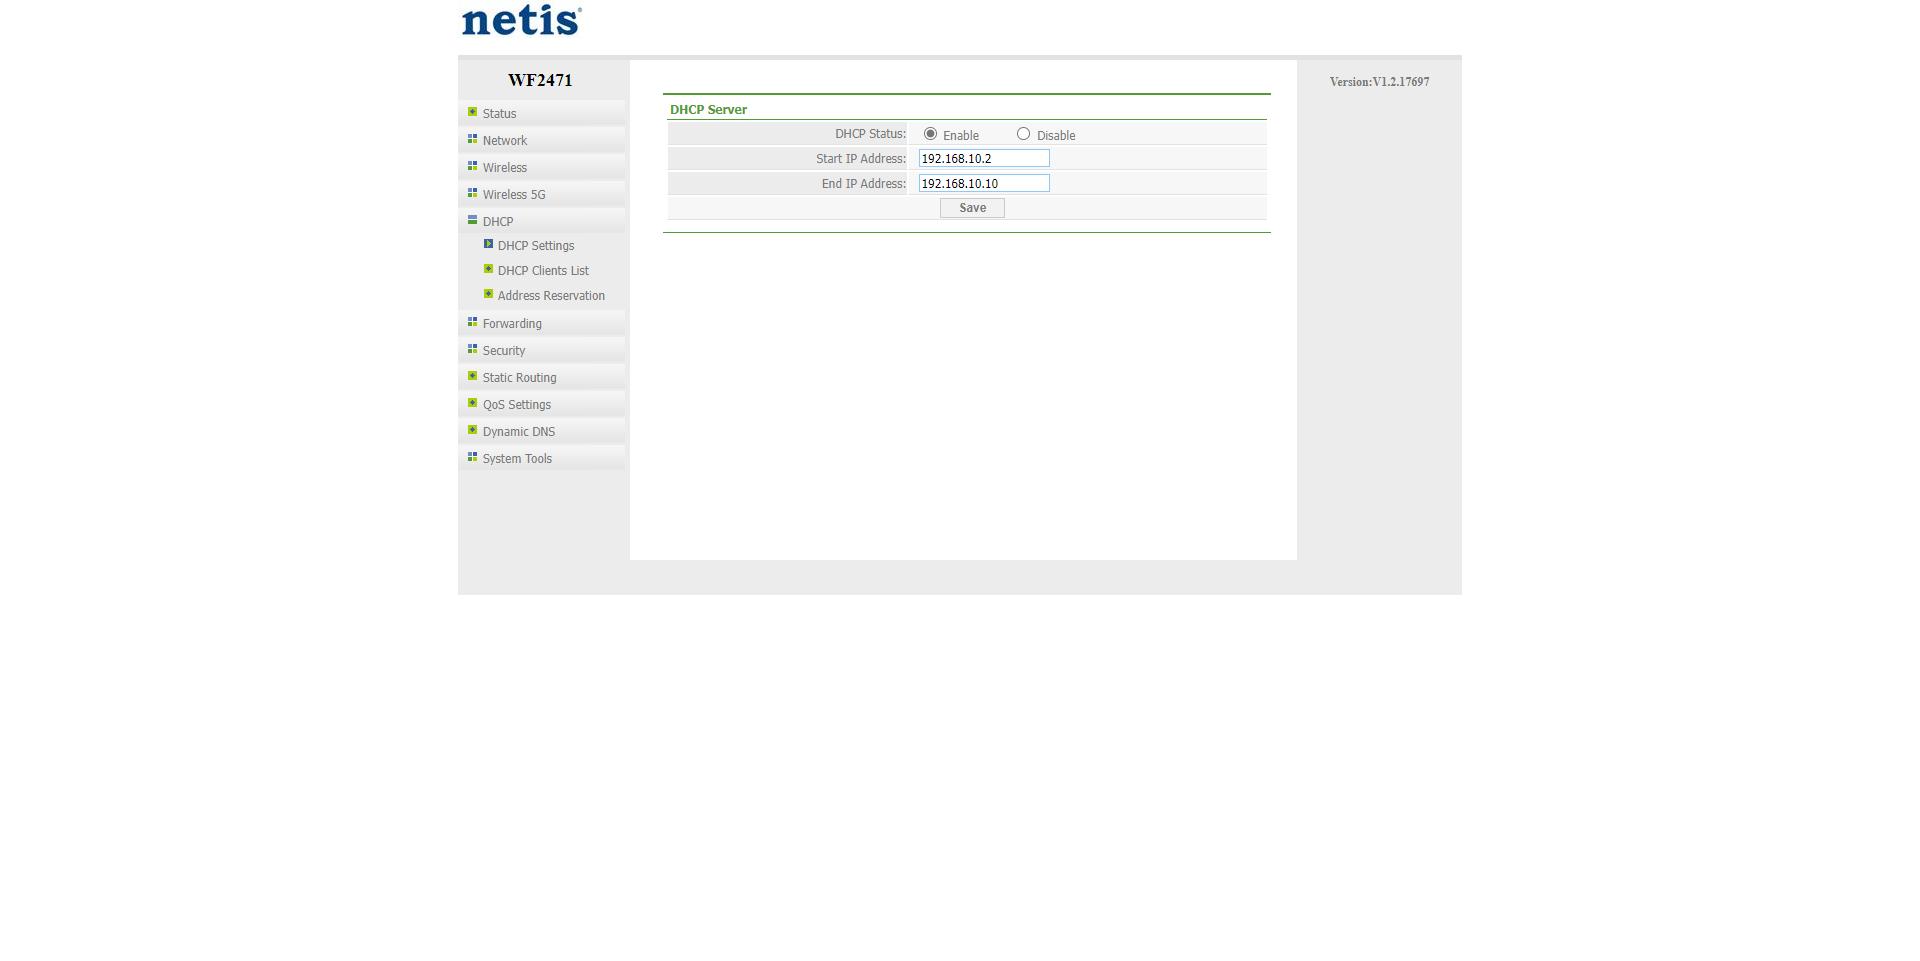 netis®
WF2471
Status
Network
Wireless
Wireless 5G
DHCP
DHCP Settings
DHCP Clients List
Address Reservation
Forwarding
Security
Static Routing
QoS Settings
Dynamic DNS
System Tools
DHCP Server
DHCP Status: Enable Disable
Start IP Address: 192.168.10.2
End IP Address: 192.168.10.10
Save
Version:V1.2.17697